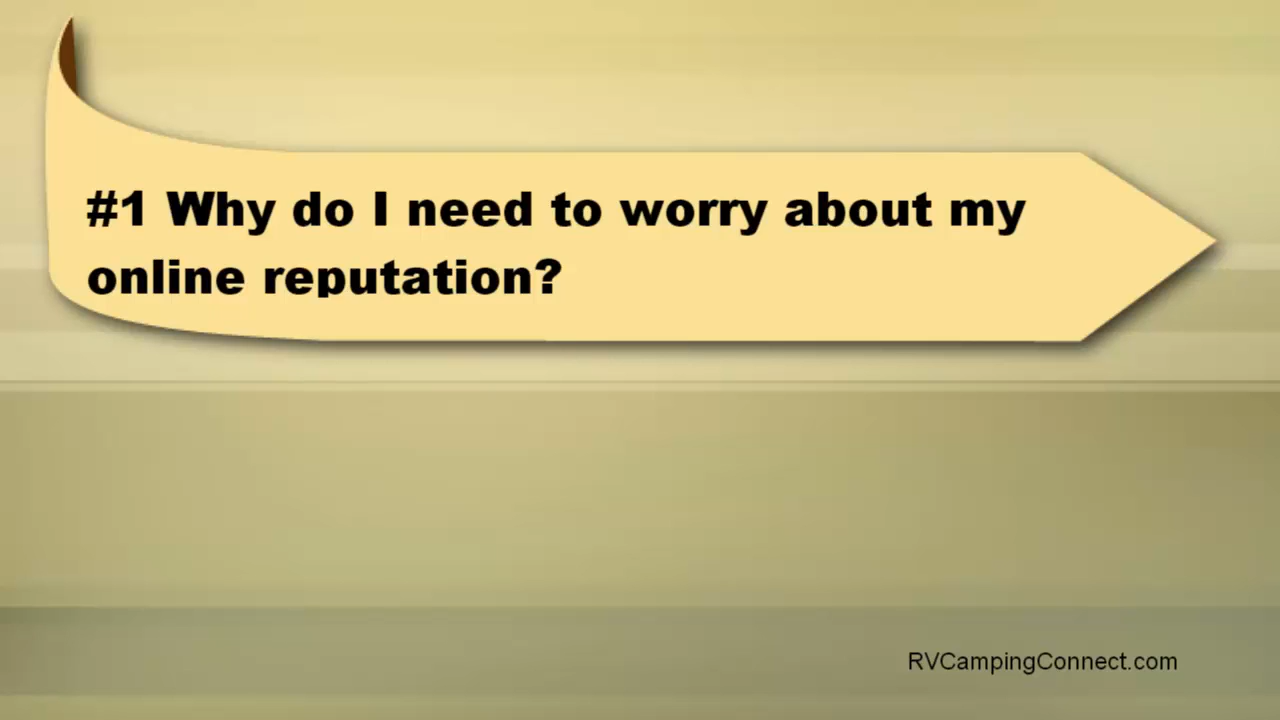 #1 Why do I need to worry about my
online reputation?
RVCampingConnect.com